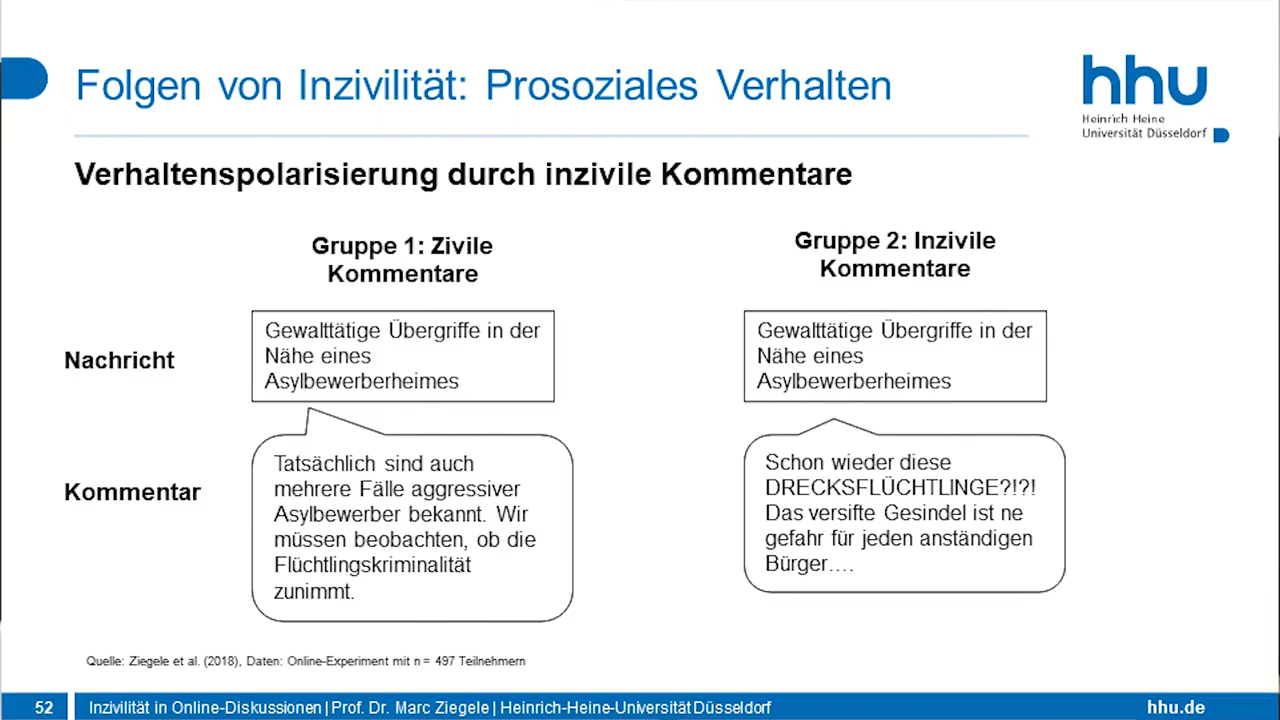 Folgen von Inzivilität: Prosoziales Verhalten
hhu
Heinrich Heine
Universität Düsseldorf
Verhaltenspolarisierung durch inzivile Kommentare
Gruppe 1: Zivile
Kommentare
Gruppe 2: Inzivile
Kommentare
Nachricht
Gewalttätige Übergriffe in der
Nähe eines
Asylbewerberheimes
Gewalttätige Übergriffe in der
Nähe eines
Asylbewerberheimes
Kommentar
Tatsächlich sind auch
mehrere Fälle aggressiver
Asylbewerber bekannt. Wir
müssen beobachten, ob die
Flüchtlingskriminalität
zunimmt.
Schon wieder diese
DRECKSFLÜCHTLINGE?!?!
Das versifte Gesindel ist ne
gefahr für jeden anständigen
Bürger….
Quelle: Ziegele et al. (2018), Daten: Online-Experiment mit n = 497 Teilnehmern
52 Inzivilität in Online-Diskussionen | Prof. Dr. Marc Ziegele | Heinrich-Heine-Universität Düsseldorf hhu.de